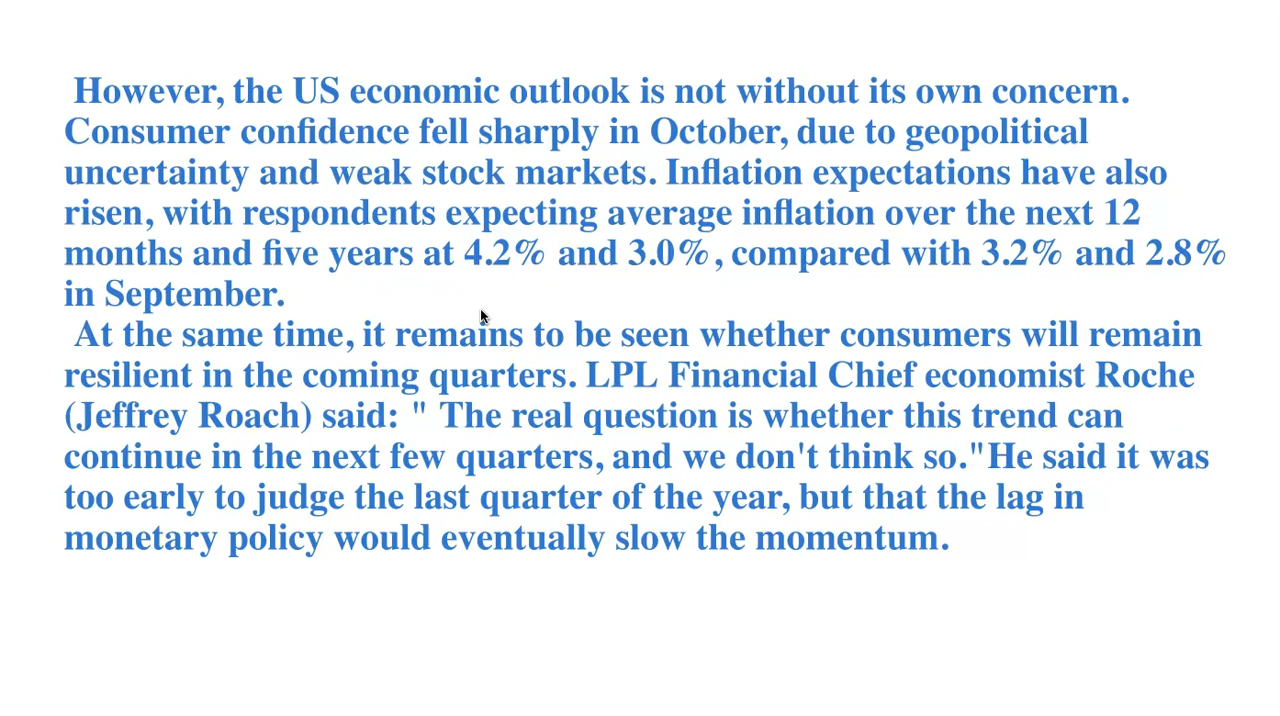 However, the US economic outlook is not without its own concern.
Consumer confidence fell sharply in October, due to geopolitical
uncertainty and weak stock markets. Inflation expectations have also
risen, with respondents expecting average inflation over the next 12
months and five years at 4.2% and 3.0%, compared with 3.2% and 2.8%
in September.
At the same time, it remains to be seen whether consumers will remain
resilient in the coming quarters. LPL Financial Chief economist Roche
(Jeffrey Roach) said: " The real question is whether this trend can
continue in the next few quarters, and we don't think so."He said it was
too early to judge the last quarter of the year, but that the lag in
monetary policy would eventually slow the momentum.